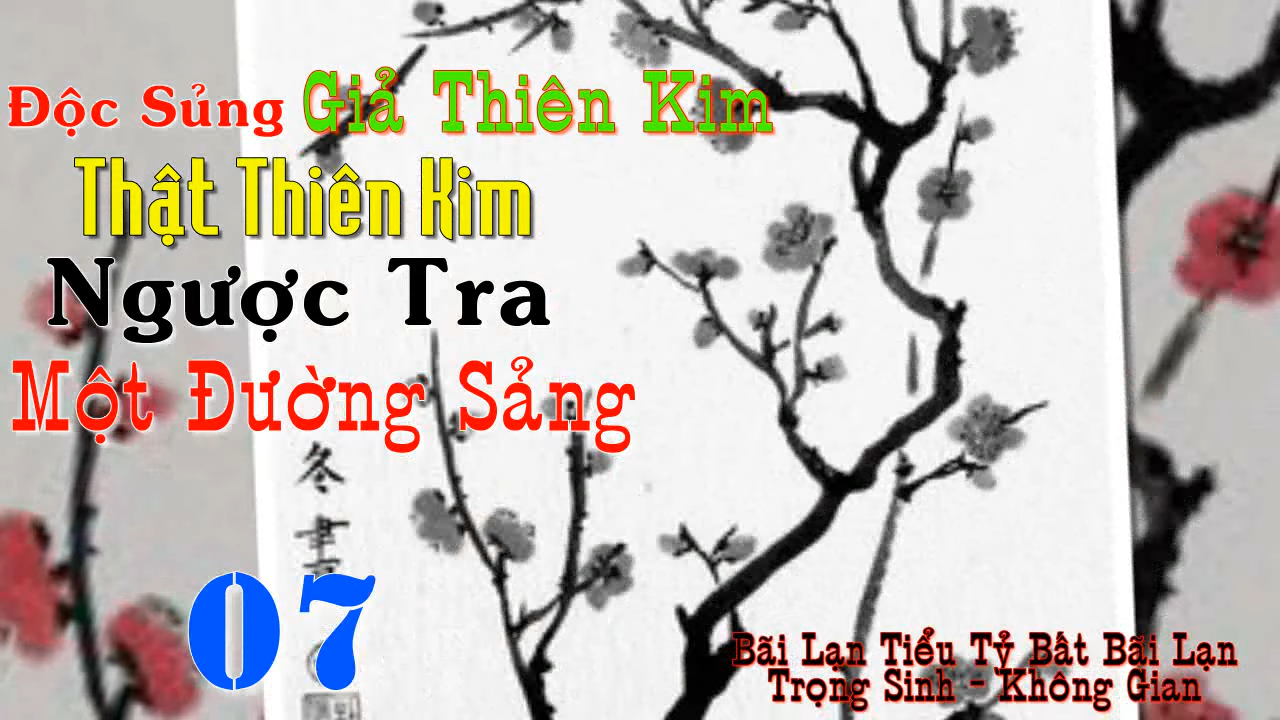 Độc Sủng Giả Thiên Kim
Thật Thiên Kim
Ngược Tra
Một Đường Sảng
冬
07
Bãi Lạn Tiểu Tỷ Bất Bãi Lạn
Trọng Sinh - Không Gian